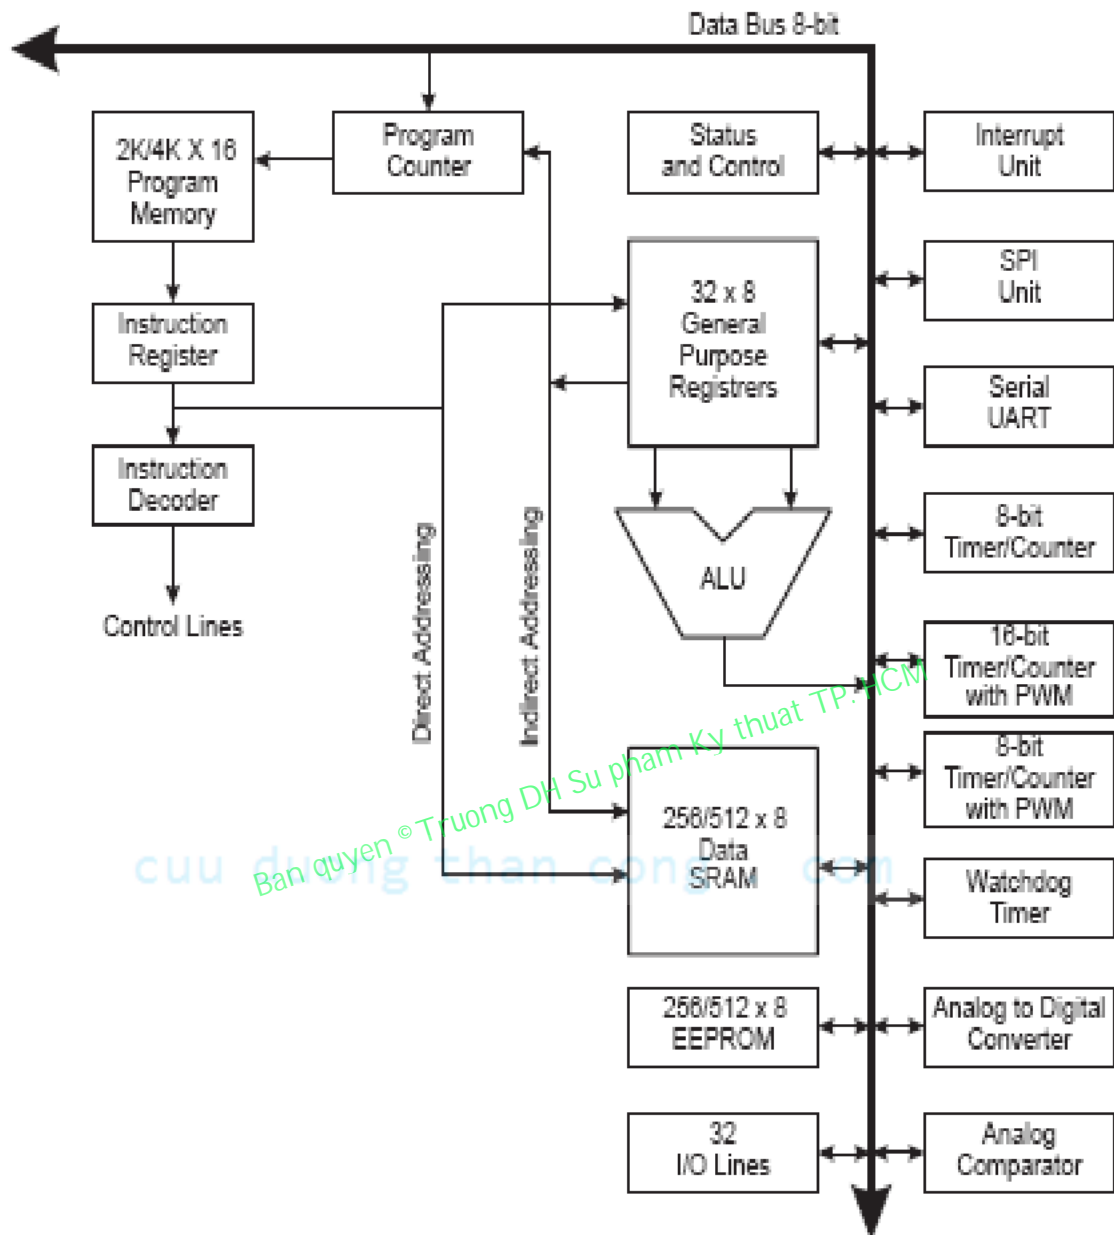 Data Bus 8-bit
2K/4K X 16
Program
Memory
Program
Counter
Status
and Control
Interrupt
Unit
32 x 8
General
Purpose
Registrers
SPI
Unit
Instruction
Register
Serial
UART
Instruction
Decoder
8-bit
Timer/Counter
ALU
Control Lines
Direct Addressing
Indirect Addressing
16-bit
Timer/Counter
with PWM
8-bit
Timer/Counter
with PWM
256/512 x 8
Data
SRAM
Watchdog
Timer
256/512 x 8
EEPROM
Analog to Digital
Converter
32
I/O Lines
Analog
Comparator
Ban quyen © Truong DH Su pham Ky thuat TP. HCM
cuu duong than cong . com